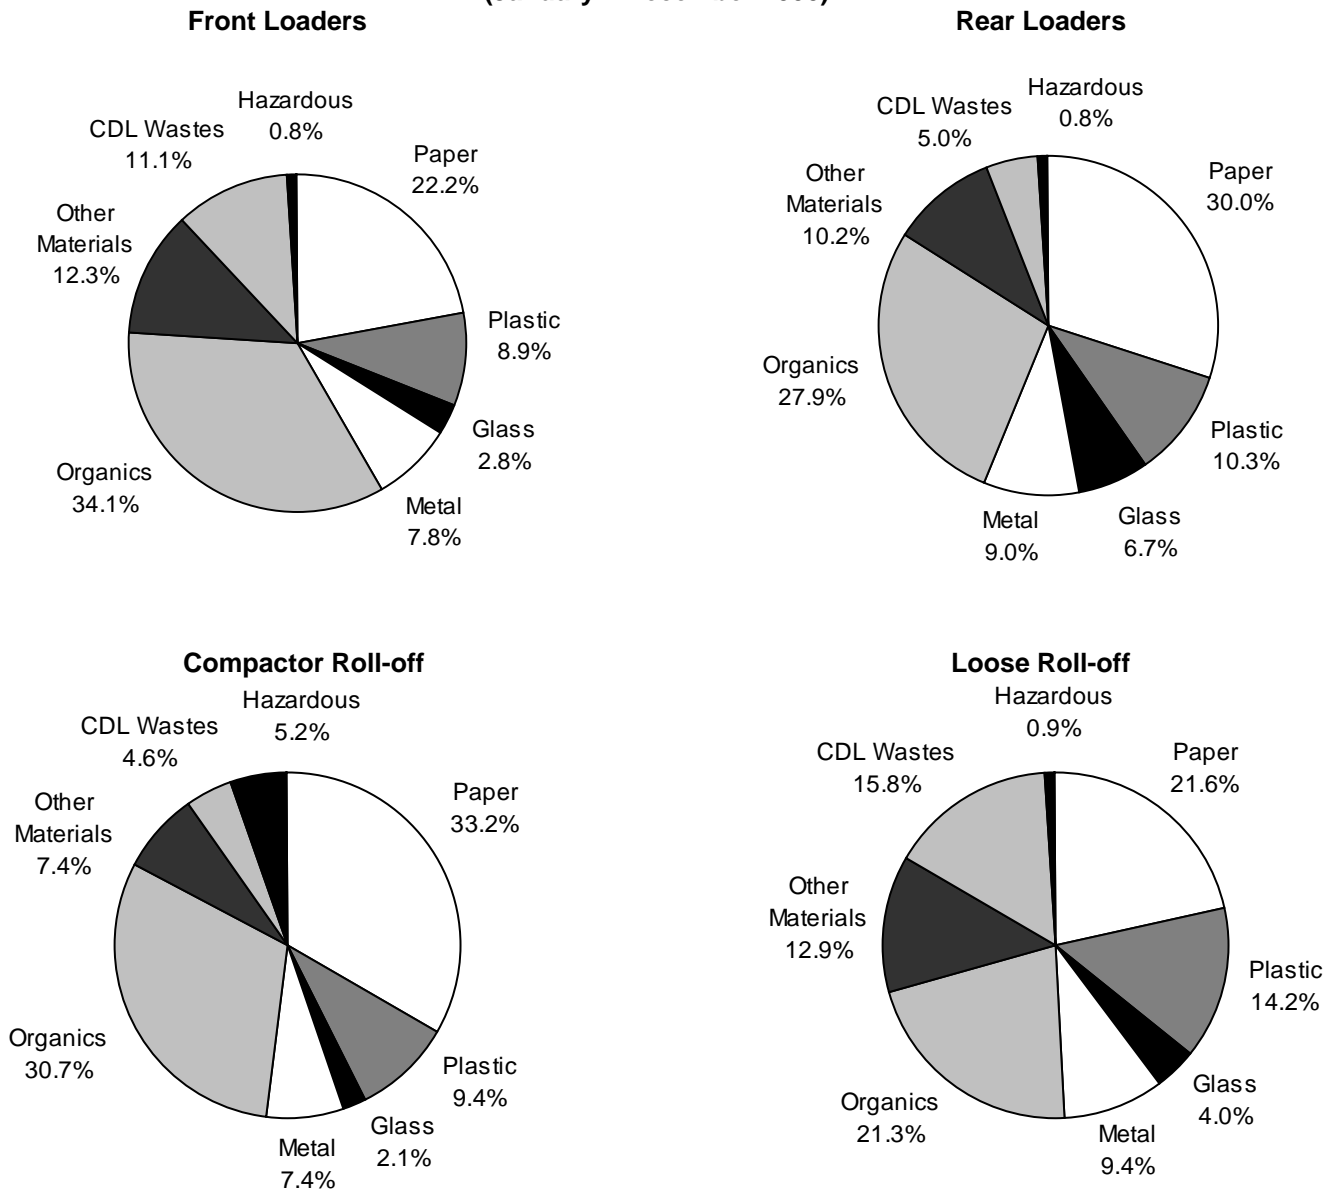 Front Loaders
Hazardous
0.8%
CDL Wastes
11.1%
Paper
22.2%
Other
Materials
12.3%
Plastic
8.9%
Glass
2.8%
Organics
34.1%
Metal
7.8%
Rear Loaders
Hazardous
0.8%
CDL Wastes
5.0%
Paper
30.0%
Other
Materials
10.2%
Organics
27.9%
Plastic
10.3%
Glass
6.7%
Metal
9.0%
Compactor Roll-off
Hazardous
5.2%
CDL Wastes
4.6%
Paper
33.2%
Other
Materials
7.4%
Organics
30.7%
Plastic
9.4%
Glass
2.1%
Metal
7.4%
Loose Roll-off
Hazardous
0.9%
CDL Wastes
15.8%
Paper
21.6%
Other
Materials
12.9%
Plastic
14.2%
Glass
4.0%
Organics
21.3%
Metal
9.4%